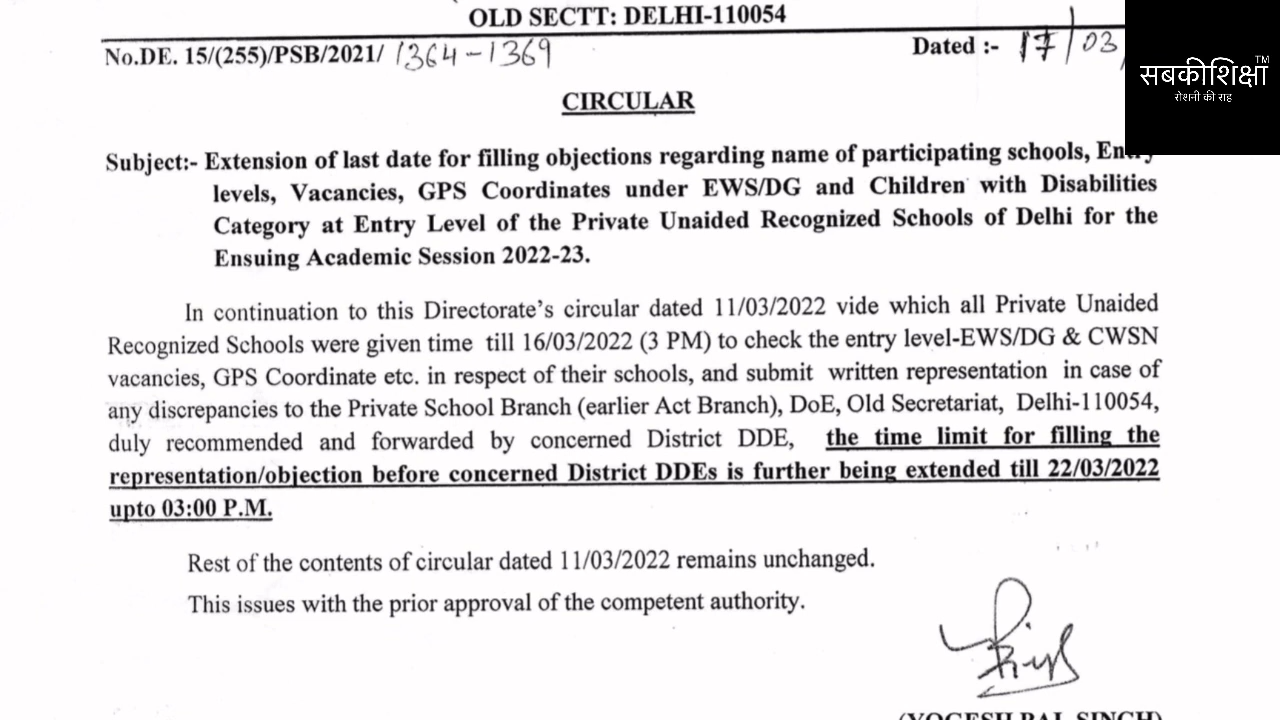 OLD SECTT: DELHI-110054
No.DE. 15/(255)/PSB/2021/ 1364-1369
Dated :- 17/03
सबकीशिक्षा™
रोशनी की राह
CIRCULAR
Subject:- Extension of last date for filling objections regarding name of participating schools, Entry
levels, Vacancies, GPS Coordinates under EWS/DG and Children with Disabilities
Category at Entry Level of the Private Unaided Recognized Schools of Delhi for the
Ensuing Academic Session 2022-23.
In continuation to this Directorate's circular dated 11/03/2022 vide which all Private Unaided
Recognized Schools were given time till 16/03/2022 (3 PM) to check the entry level-EWS/DG & CWSN
vacancies, GPS Coordinate etc. in respect of their schools, and submit written representation in case of
any discrepancies to the Private School Branch (earlier Act Branch), DoE, Old Secretariat, Delhi-110054,
duly recommended and forwarded by concerned District DDE, the time limit for filling the
representation/objection before concerned District DDEs is further being extended till 22/03/2022
upto 03:00 P.M.
Rest of the contents of circular dated 11/03/2022 remains unchanged.
This issues with the prior approval of the competent authority.
(YOGESH PAL SINGH)